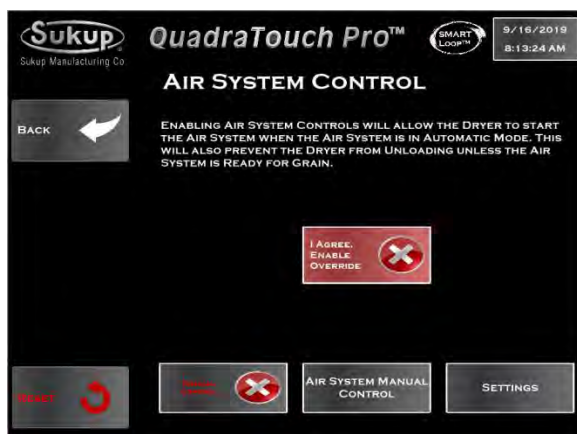 Sukup
Sukup Manufacturing Co
QuadraTouch Pro™
SMART
LOOP™
9/16/2019
8:13:24 AM
AIR SYSTEM CONTROL
BACK
ENABLING AIR SYSTEM CONTROLS WILL ALLOW THE DRYER TO START
THE AIR SYSTEM WHEN THE AIR SYSTEM IS IN AUTOMATIC MODE. THIS
WILL ALSO PREVENT THE DRYER FROM UNLOADING UNLESS THE AIR
SYSTEM IS READY FOR GRAIN.
I AGREE,
ENABLE
OVERRIDE
RESET
AIR SYSTEM MANUAL
CONTROL
SETTINGS